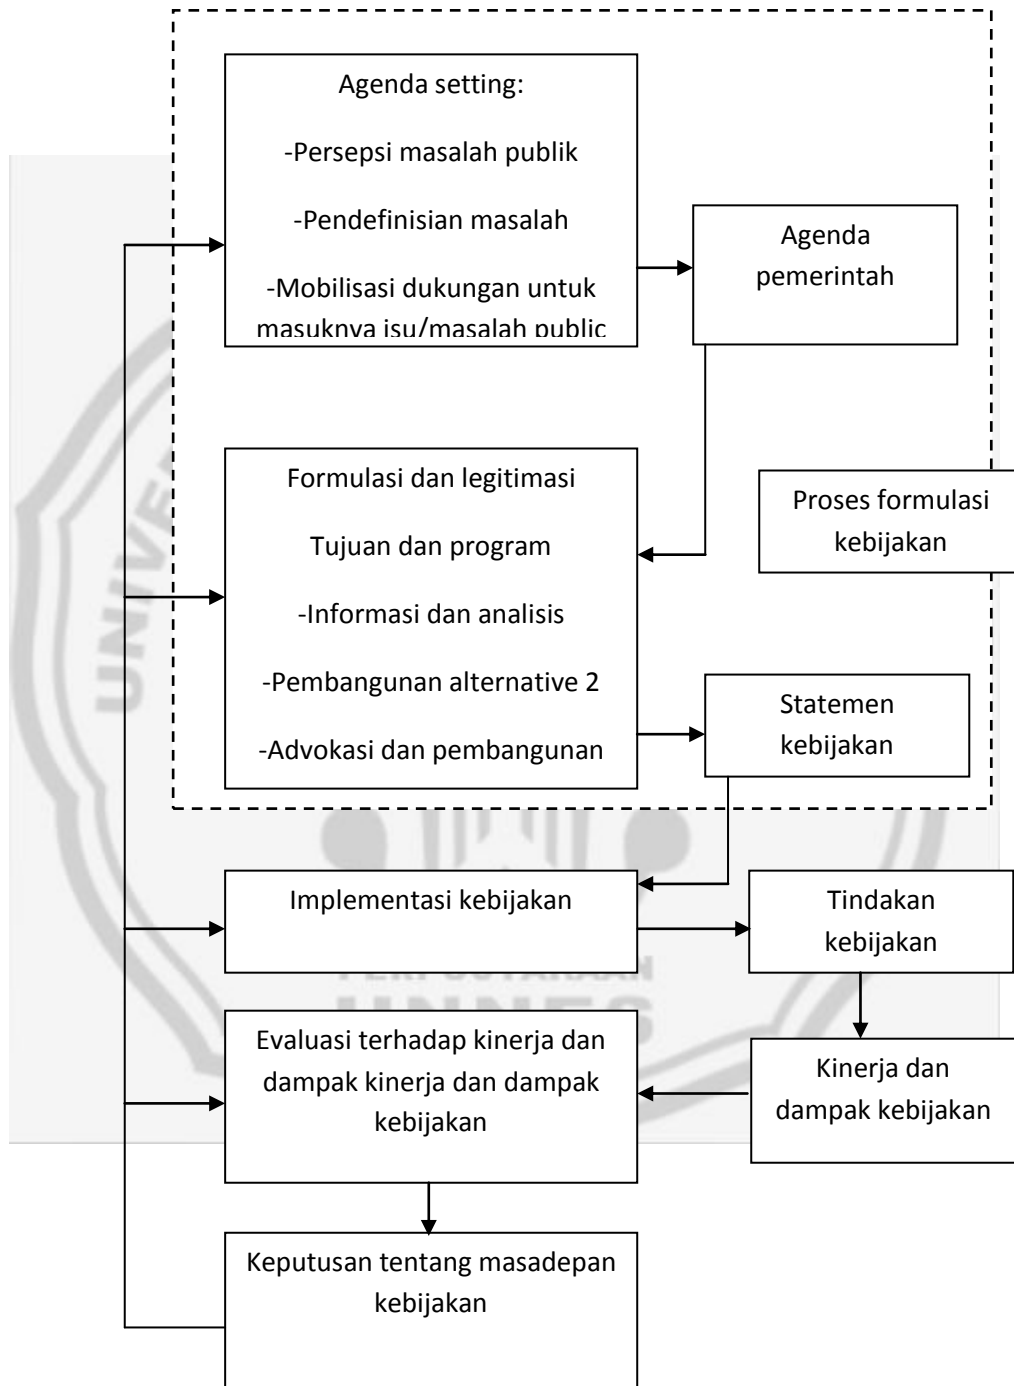 Agenda setting:
-Persepsi masalah publik
-Pendefinisian masalah
-Mobilisasi dukungan untuk
masuknya isu/masalah public
Agenda
pemerintah
Formulasi dan legitimasi
Tujuan dan program
-Informasi dan analisis
-Pembangunan alternative 2
-Advokasi dan pembangunan
Proses formulasi
kebijakan
Statemen
kebijakan
Implementasi kebijakan
Tindakan
kebijakan
Evaluasi terhadap kinerja dan
dampak kinerja dan dampak
kebijakan
Kinerja dan
dampak kebijakan
Keputusan tentang masadepan
kebijakan
UNNES